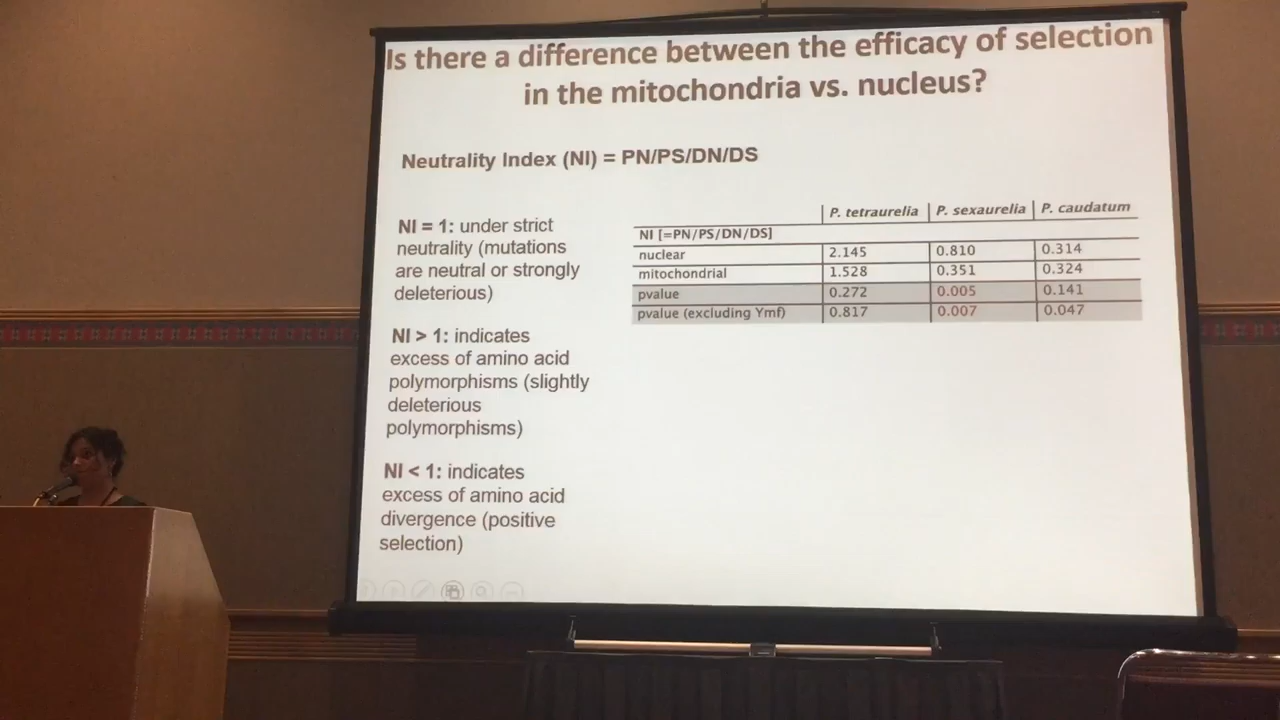 Is there a difference between the efficacy of selection
in the mitochondria vs. nucleus?
Neutrality Index (NI) = PN/PS/DN/DS
NI = 1: under strict
neutrality (mutations
are neutral or strongly
deleterious)
NI > 1: indicates
excess of amino acid
polymorphisms (slightly
deleterious
polymorphisms)
NI < 1: indicates
excess of amino acid
divergence (positive
selection)
P. tetraurelia P. sexaurelia P. caudatum
NI [=PN/PS/DN/DS]
nuclear 2.145 0.810 0.314
mitochondrial 1.528 0.351 0.324
pvalue 0.272 0.005 0.141
pvalue (excluding Ymf) 0.817 0.007 0.047